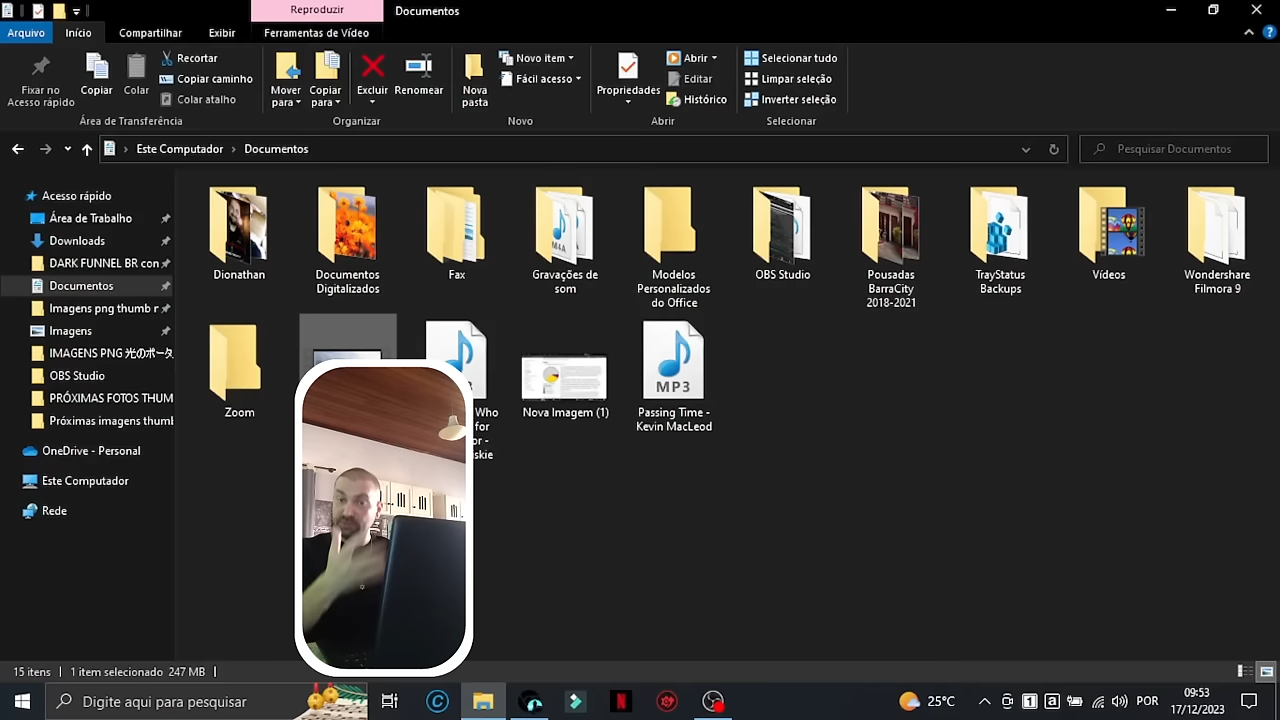 Reproduzir
Documentos
Arquivo
Início
Compartilhar
Exibir
Ferramentas de Vídeo
Fixar no
Acesso rápido
Copiar
Colar
Recortar
Copiar caminho
Colar atalho
Área de Transferência
Mover
para
Copiar
para
Excluir
Renomear
Organizar
Nova
pasta
Novo item
Fácil acesso
Novo
Propriedades
Abrir
Editar
Histórico
Abrir
Selecionar tudo
Limpar seleção
Inverter seleção
Selecionar
Este Computador
Documentos
Pesquisar Documentos
Acesso rápido
Área de Trabalho
Downloads
DARK FUNNEL BR con
Documentos
Imagens png thumb r
Imagens
IMAGENS PNG 光のポータ
OBS Studio
PRÓXIMAS FOTOS THUM
Próximas imagens thumb
OneDrive - Personal
Este Computador
Rede
Dionathan
Documentos
Digitalizados
Fax
Gravações de
som
M4A
Modelos
Personalizados
do Office
OBS Studio
Pousadas
BarraCity
2018-2021
TrayStatus
Backups
Vídeos
Wondershare
Filmora 9
Zoom
Who
for
or -
skie
Nova Imagem (1)
MP3
Passing Time -
Kevin MacLeod
15 itens
1 item selecionado 247 MB
Digite aqui para pesquisar
25°C
POR
09:53
17/12/2023